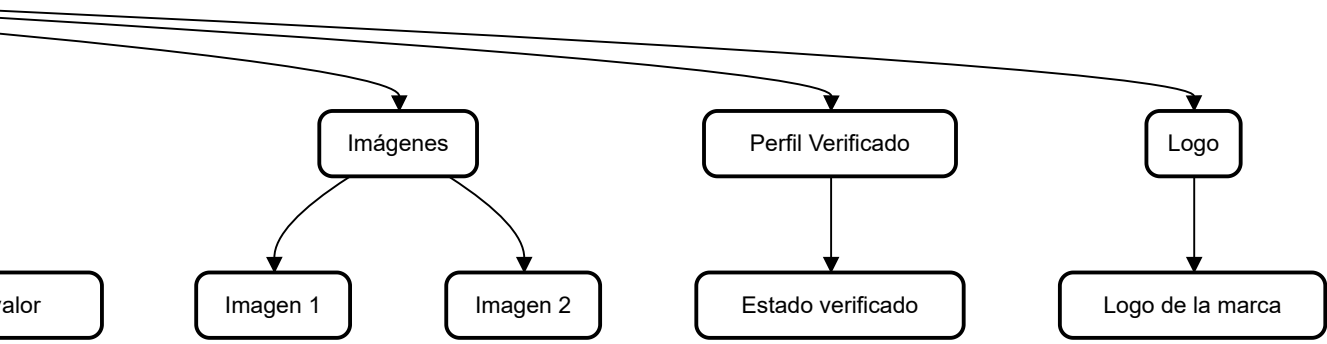 Imágenes
Perfil Verificado
Logo
Imagen 1
Imagen 2
Estado verificado
Logo de la marca